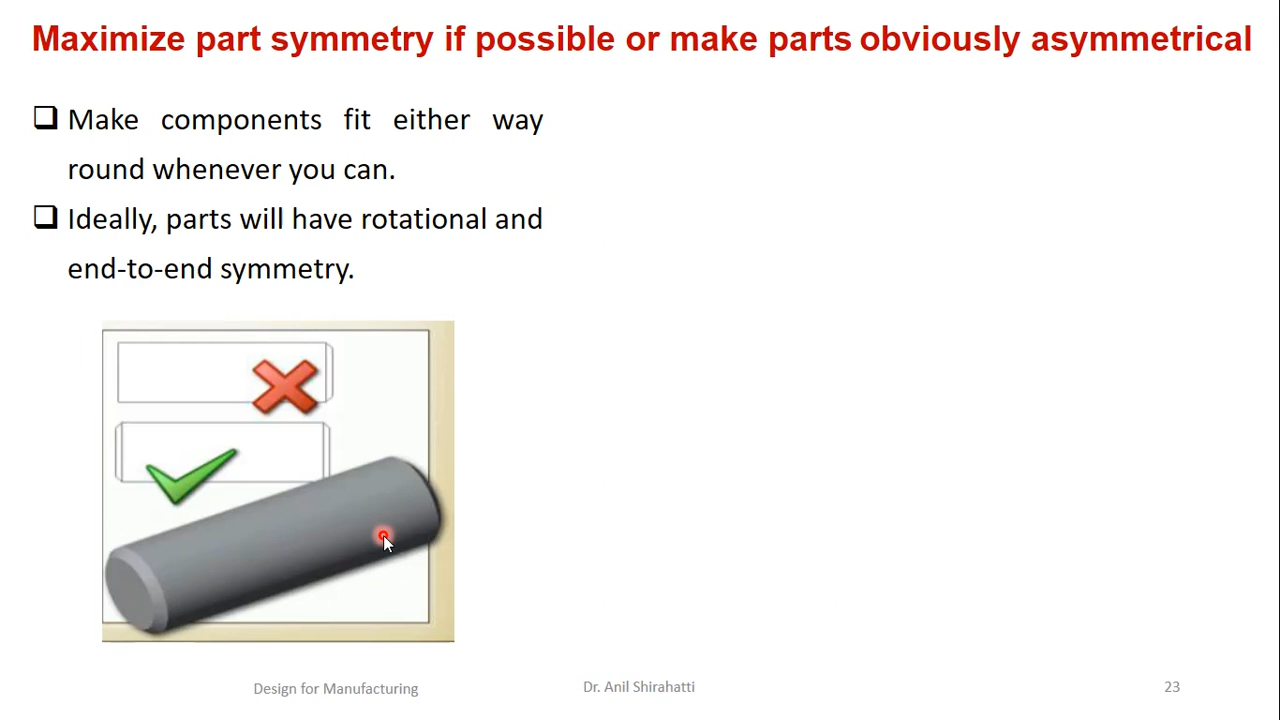 Maximize part symmetry if possible or make parts obviously asymmetrical
Make components fit either way
round whenever you can.
Ideally, parts will have rotational and
end-to-end symmetry.
Design for Manufacturing
Dr. Anil Shirahatti
23